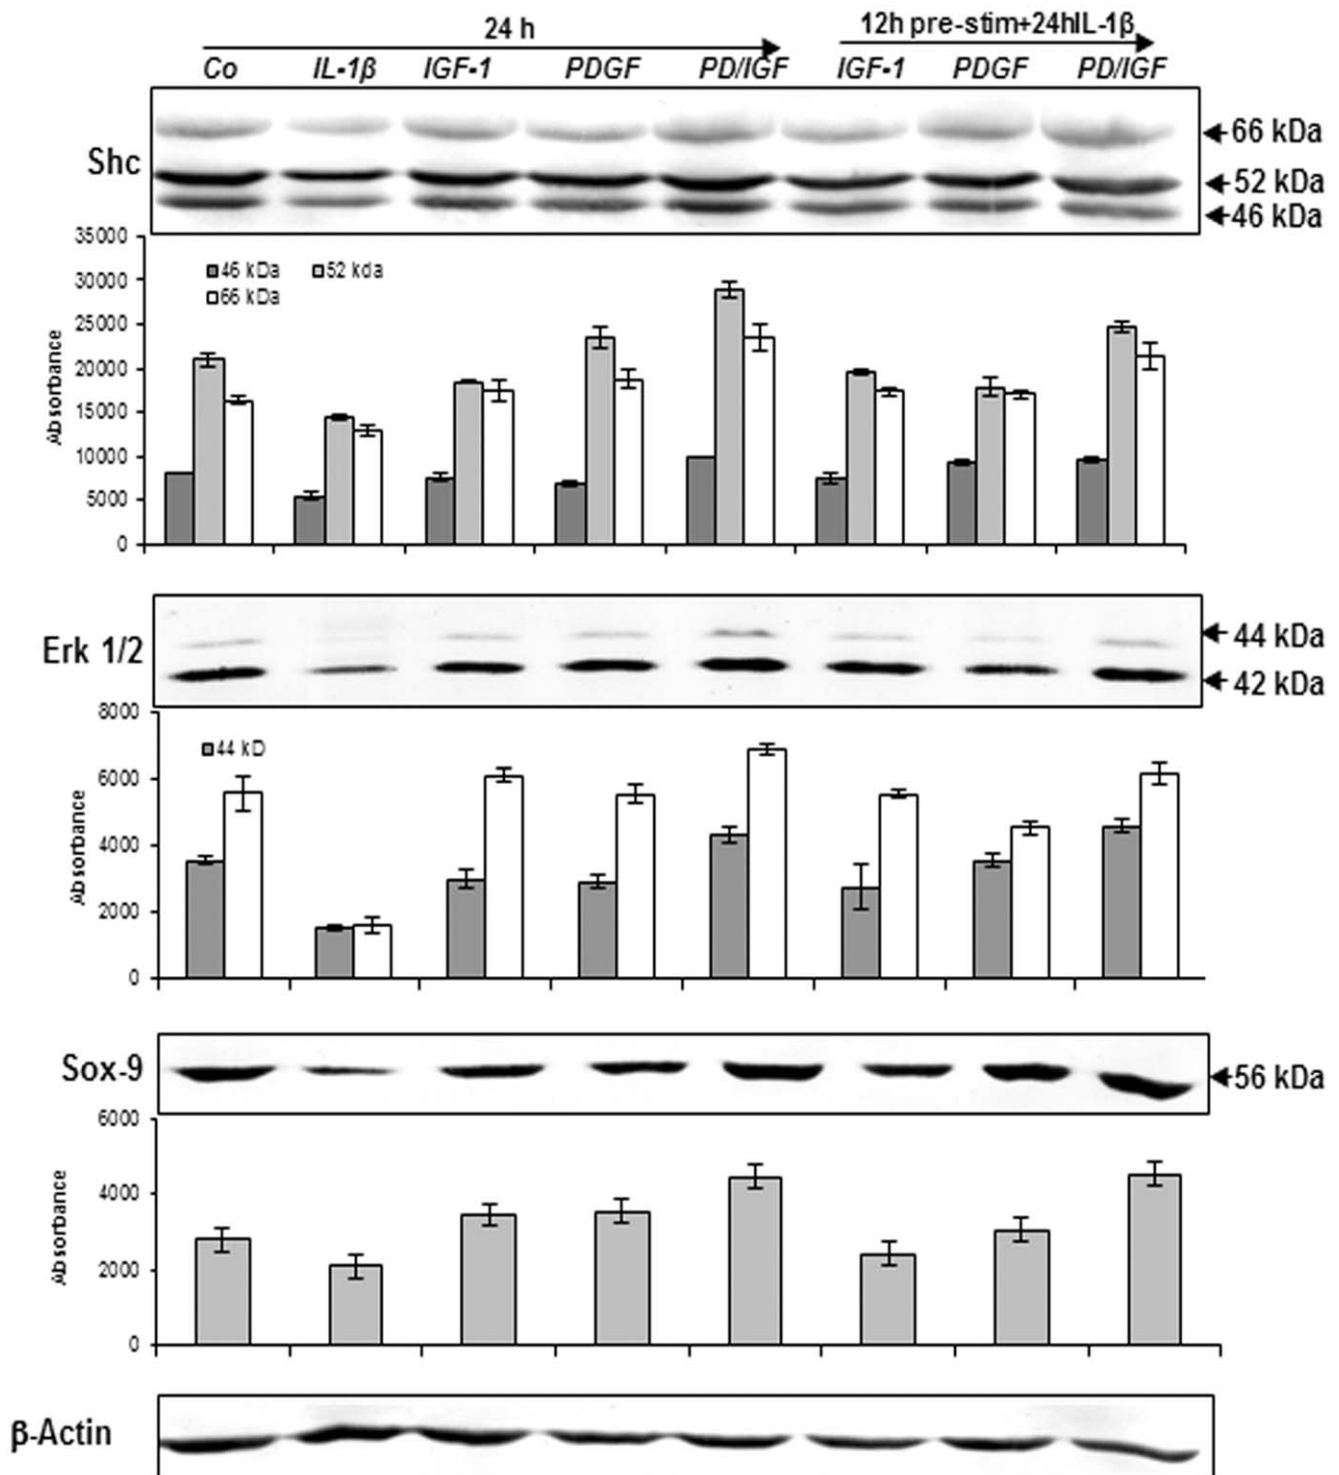 24 h
12h pre-stim+24hIL-1β
Co IL-1β IGF-1 PDGF PD/IGF IGF-1 PDGF PD/IGF
Shc
66 kDa
52 kDa
46 kDa
35000
30000
25000
20000
15000
10000
5000
0
Absorbance
46 kDa 52 kda
66 kDa
Erk 1/2
44 kDa
42 kDa
8000
6000
4000
2000
0
Absorbance
44 kD
Sox-9
56 kDa
6000
4000
2000
0
Absorbance
β-Actin